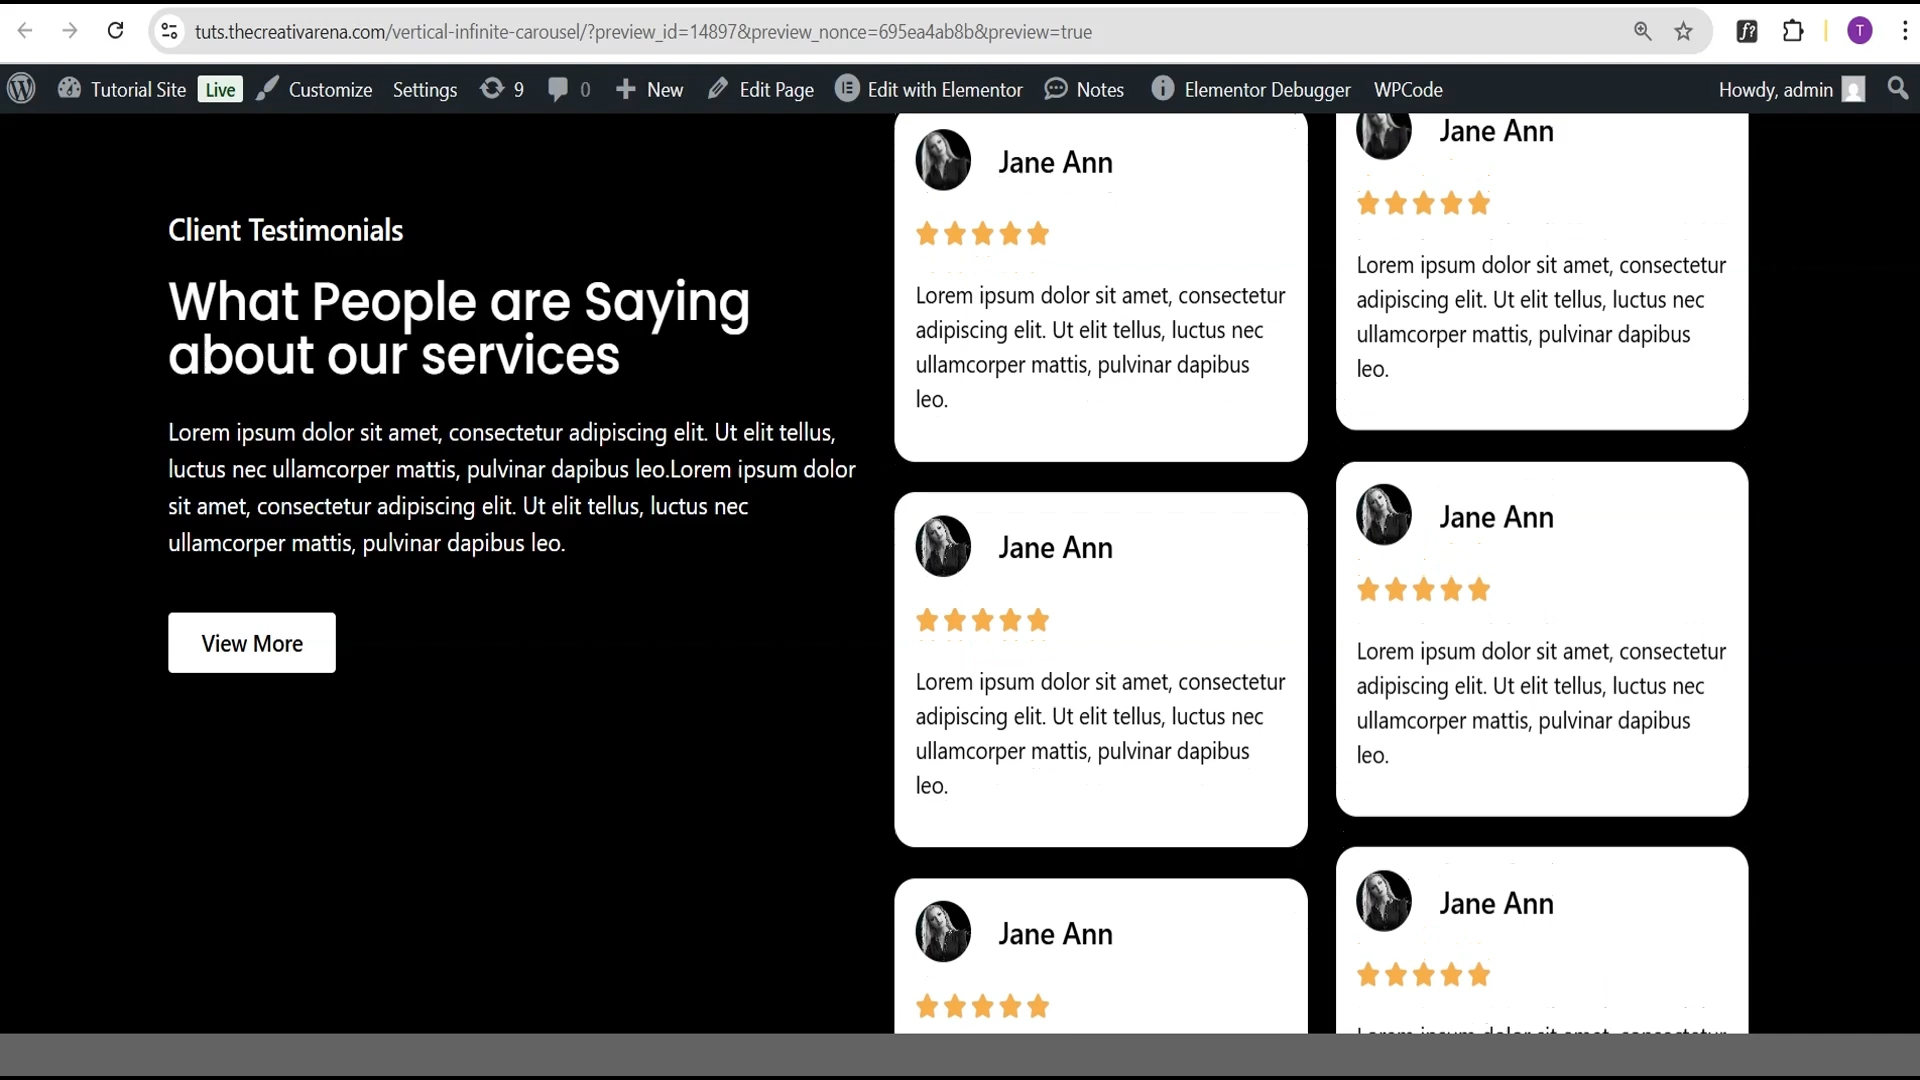 tuts.thecreativarena.com/vertical-infinite-carousel/?preview_id=14897&preview_nonce=695ea4ab8b&preview=true
f?
T
Tutorial Site Live Customize Settings 9 0 New Edit Page Edit with Elementor Notes Elementor Debugger WPCode Howdy, admin
Client Testimonials
What People are Saying
about our services
Lorem ipsum dolor sit amet, consectetur adipiscing elit. Ut elit tellus,
luctus nec ullamcorper mattis, pulvinar dapibus leo.Lorem ipsum dolor
sit amet, consectetur adipiscing elit. Ut elit tellus, luctus nec
ullamcorper mattis, pulvinar dapibus leo.
View More
Jane Ann
Lorem ipsum dolor sit amet, consectetur
adipiscing elit. Ut elit tellus, luctus nec
ullamcorper mattis, pulvinar dapibus
leo.
Jane Ann
Lorem ipsum dolor sit amet, consectetur
adipiscing elit. Ut elit tellus, luctus nec
ullamcorper mattis, pulvinar dapibus
leo.
Jane Ann
Jane Ann
Lorem ipsum dolor sit amet, consectetur
adipiscing elit. Ut elit tellus, luctus nec
ullamcorper mattis, pulvinar dapibus
leo.
Jane Ann
Lorem ipsum dolor sit amet, consectetur
adipiscing elit. Ut elit tellus, luctus nec
ullamcorper mattis, pulvinar dapibus
leo.
Jane Ann
Lorem ipsum dolor sit amet, consectetur